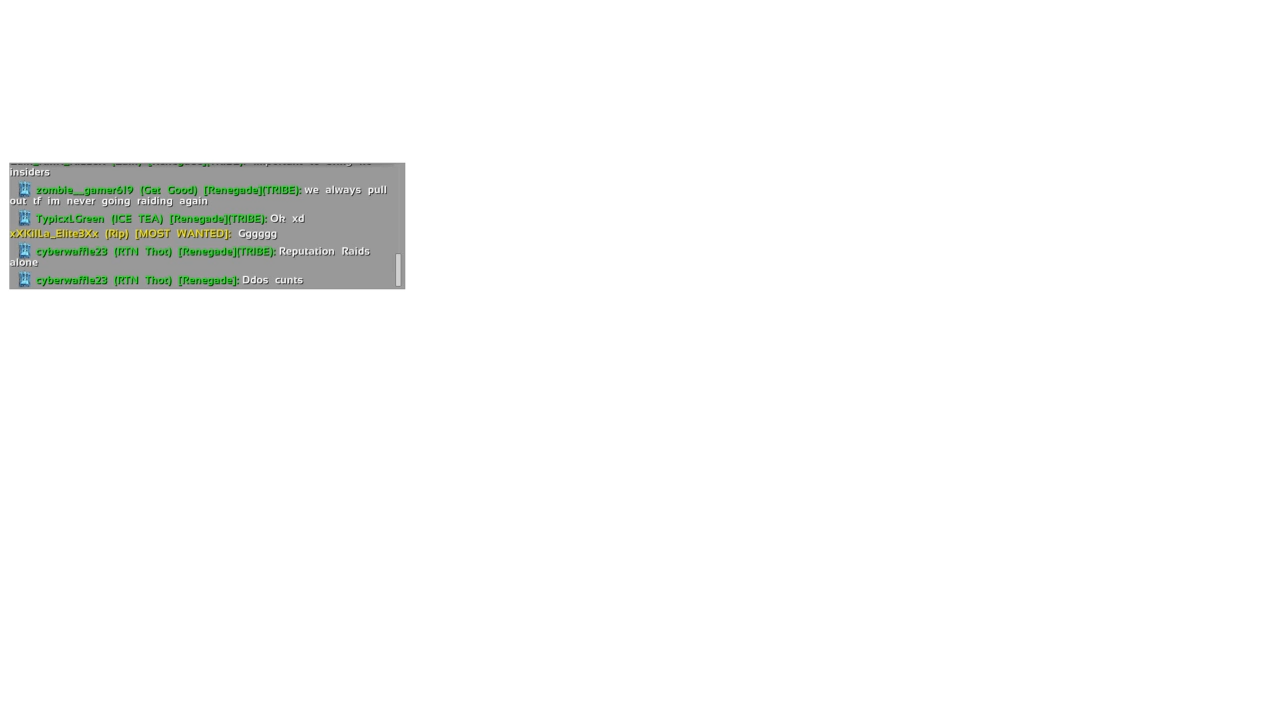 insiders
zombie__gamer619 (Get Good) [Renegade](TRIBE): we always pull
out tf im never going raiding again
TypicxLGreen (ICE TEA) [Renegade](TRIBE): Ok xd
xXKillLa_Elite3Xx (Rip) [MOST WANTED]: Gggggg
cyberwaffle23 (RTN Thot) [Renegade](TRIBE): Reputation Raids
alone
cyberwaffle23 (RTN Thot) [Renegade]: Ddos cunts